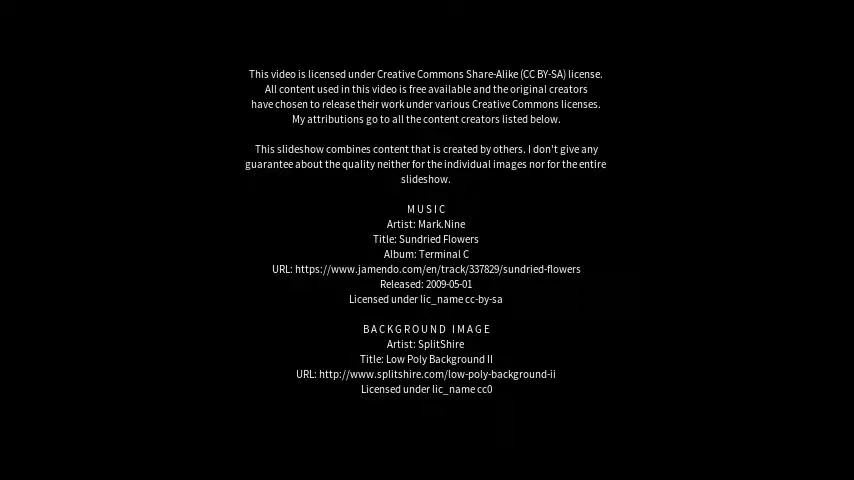 This video is licensed under Creative Commons Share-Alike (CC BY-SA) license.
All content used in this video is free available and the original creators
have chosen to release their work under various Creative Commons licenses.
My attributions go to all the content creators listed below.
This slideshow combines content that is created by others. I don't give any
guarantee about the quality neither for the individual images nor for the entire
slideshow.
MUSIC
Artist: Mark.Nine
Title: Sundried Flowers
Album: Terminal C
URL: https://www.jamendo.com/en/track/337829/sundried-flowers
Released: 2009-05-01
Licensed under lic_name cc-by-sa
BACKGROUND IMAGE
Artist: SplitShire
Title: Low Poly Background II
URL: http://www.splitshire.com/low-poly-background-ii
Licensed under lic_name cc0